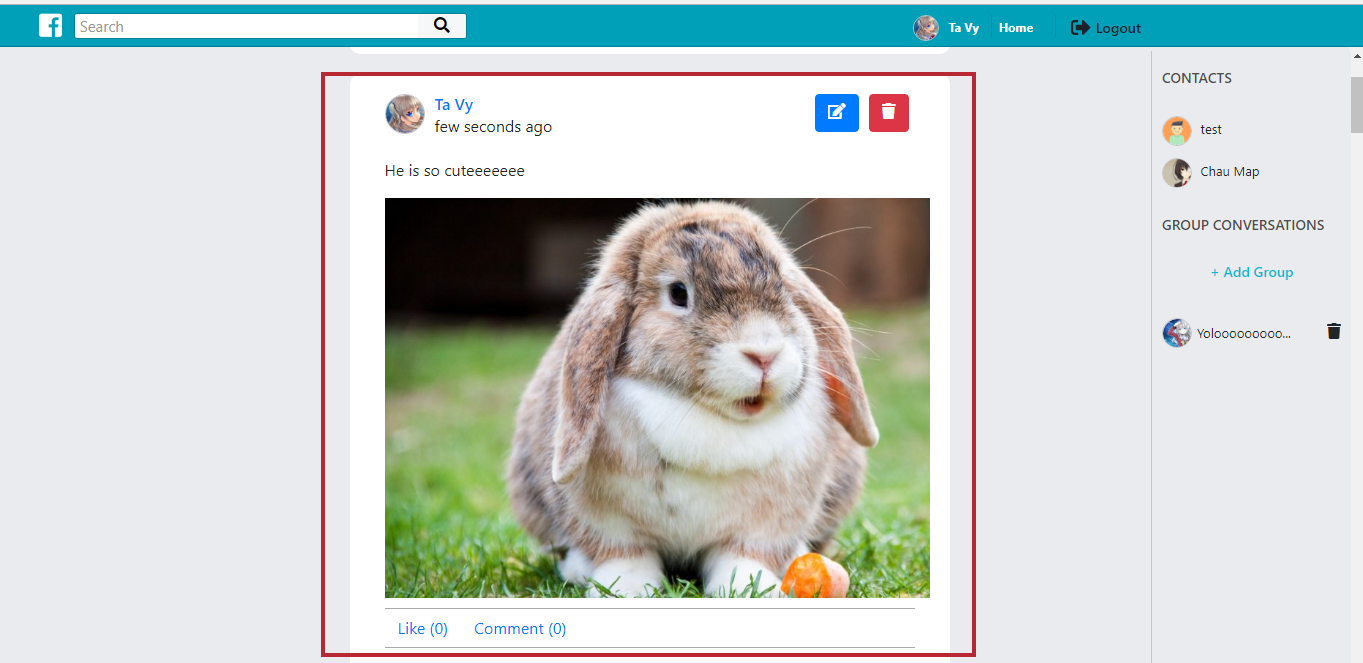 Search
Ta Vy
Home
Logout
Ta Vy
few seconds ago
He is so cuteeeeeee
Like (0)
Comment (0)
CONTACTS
test
Chau Map
GROUP CONVERSATIONS
+ Add Group
Yolooooooooo...